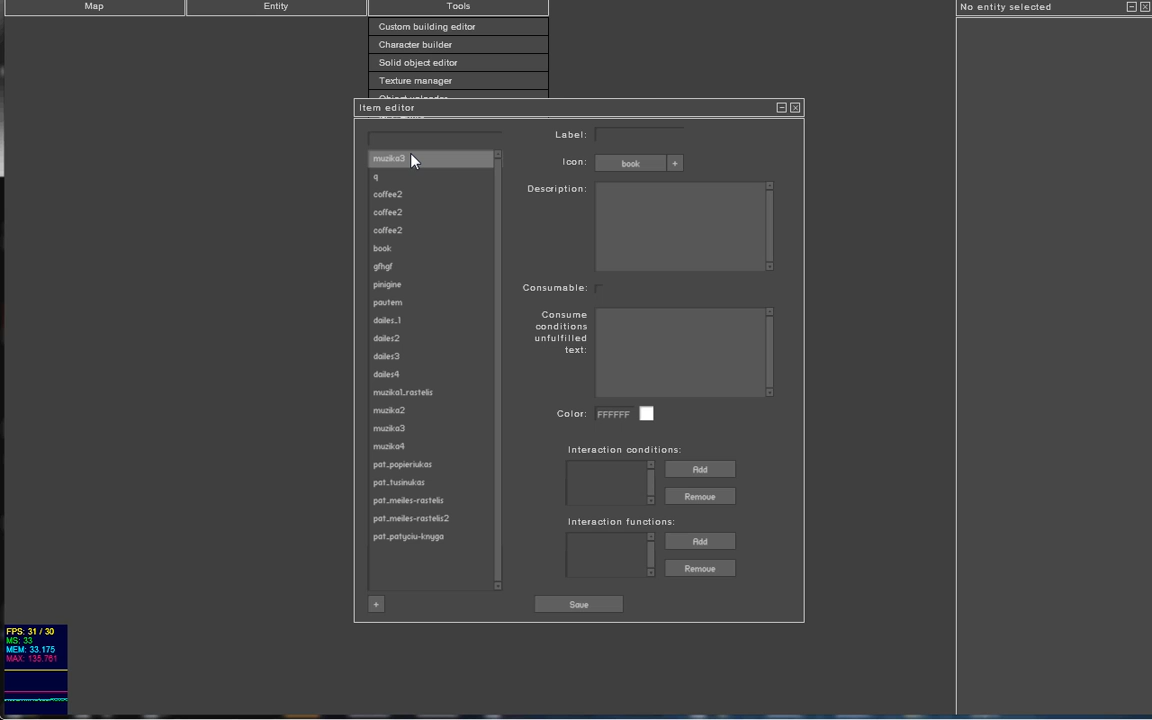 Map
Entity
Tools
No entity selected
Custom building editor
Character builder
Solid object editor
Texture manager
Item editor
muzika3
q
coffee2
coffee2
coffee2
book
gfhgf
pinigine
pautem
dailes_1
dailes2
dailes3
dailes4
muzika1_rastelis
muzika2
muzika3
muzika4
pat_popieriukas
pat_tusinukas
pat_meiles-rastelis
pat_meiles-rastelis2
pat_patyciu-knyga
+
Label:
Icon:
book
+
Description:
Consumable:
Consume
conditions
unfulfilled
text:
Color:
FFFFFF
Interaction conditions:
Add
Remove
Interaction functions:
Add
Remove
Save
FPS: 31 / 30
MS: 33
MEM: 33.175
MAX: 135.761